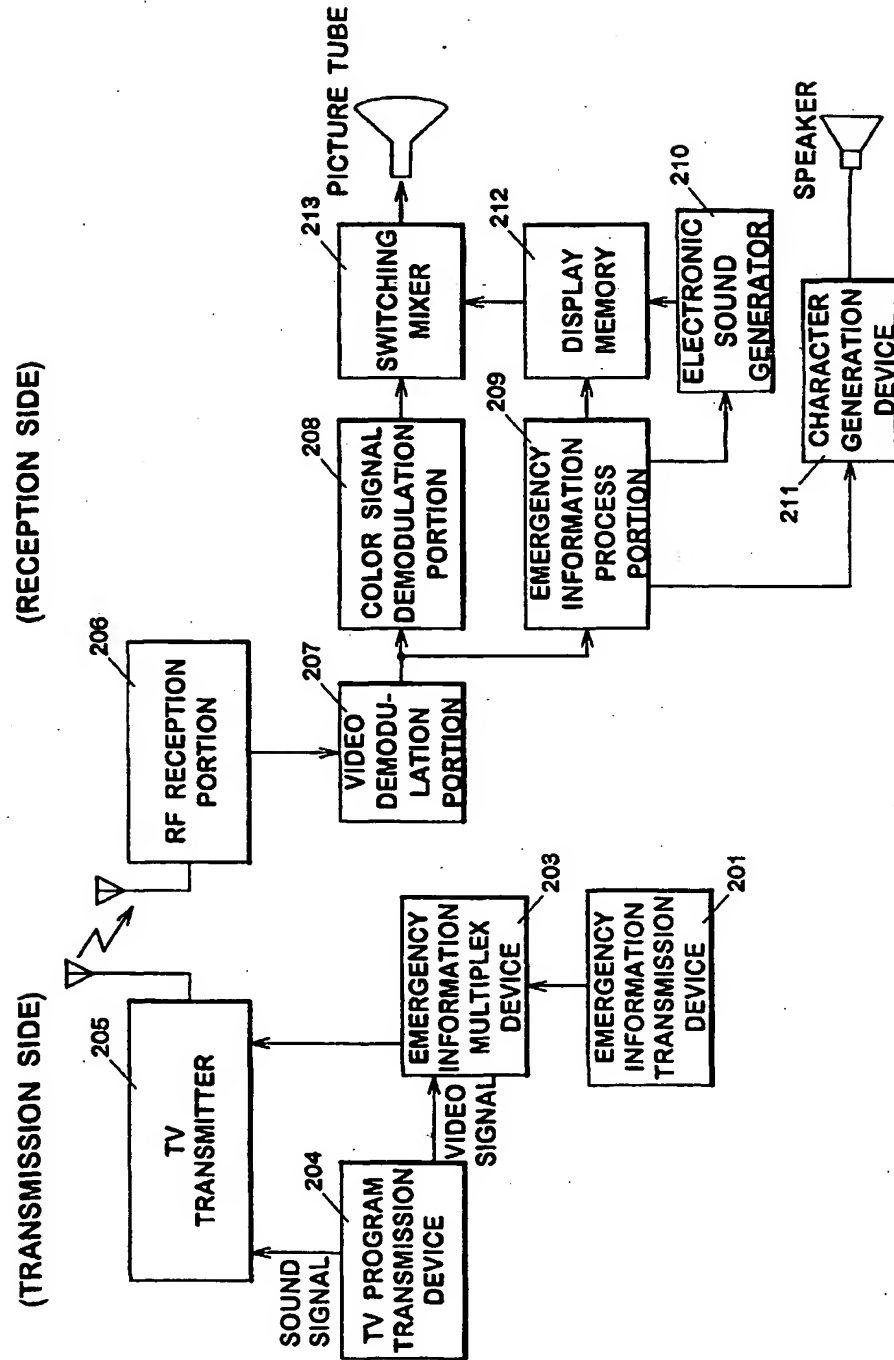 (TRANSMISSION SIDE)
205
TV
TRANSMITTER
SOUND
SIGNAL
204
TV PROGRAM
TRANSMISSION
DEVICE
VIDEO
SIGNAL
203
EMERGENCY
INFORMATION
MULTIPLEX
DEVICE
201
EMERGENCY
INFORMATION
TRANSMISSION
DEVICE
(RECEPTION SIDE)
206
RF RECEPTION
PORTION
207
VIDEO
DEMODU-
LATION
PORTION
208
COLOR SIGNAL
DEMODULATION
PORTION
209
EMERGENCY
INFORMATION
PROCESS
PORTION
213
SWITCHING
MIXER
212
DISPLAY
MEMORY
210
ELECTRONIC
SOUND
GENERATOR
211
CHARACTER
GENERATION
DEVICE
PICTURE TUBE
SPEAKER